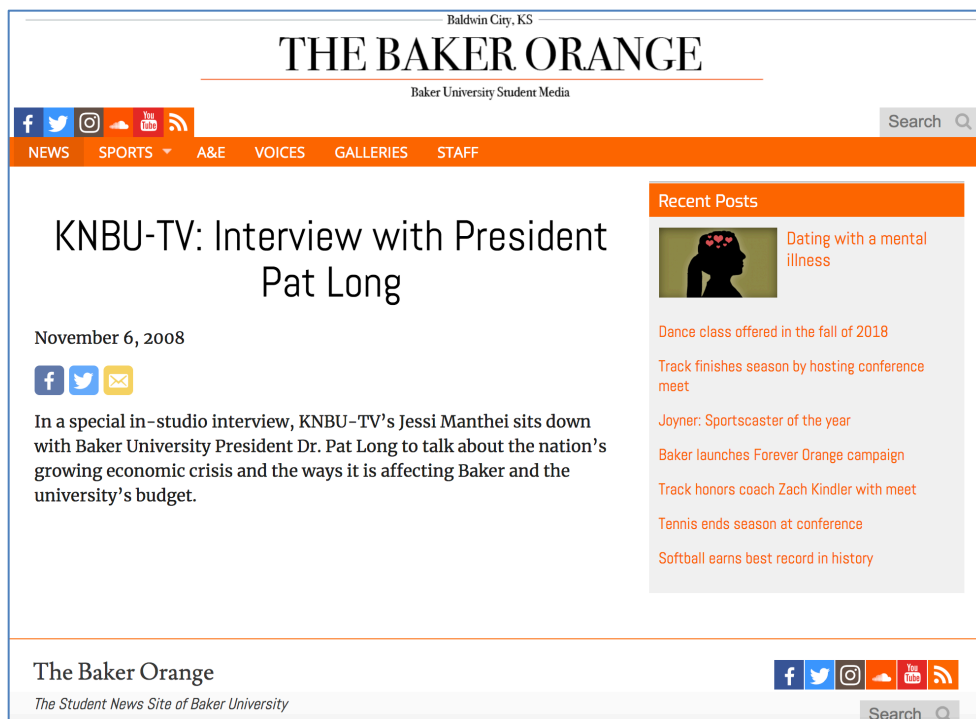 Baldwin City, KS
THE BAKER ORANGE
Baker University Student Media
You
Tube
Search
NEWS SPORTS A&E VOICES GALLERIES STAFF
KNBU-TV: Interview with President
Pat Long
November 6, 2008
In a special in-studio interview, KNBU-TV’s Jessi Manthei sits down
with Baker University President Dr. Pat Long to talk about the nation’s
growing economic crisis and the ways it is affecting Baker and the
university’s budget.
Recent Posts
Dating with a mental
illness
Dance class offered in the fall of 2018
Track finishes season by hosting conference
meet
Joyner: Sportscaster of the year
Baker launches Forever Orange campaign
Track honors coach Zach Kindler with meet
Tennis ends season at conference
Softball earns best record in history
The Baker Orange
The Student News Site of Baker University
You
Tube
Search